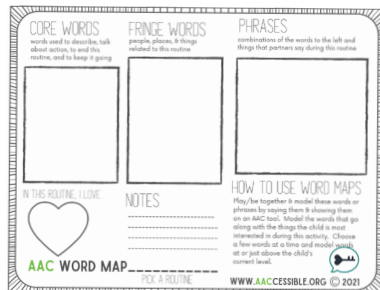 CORE WORDS
words used to describe, talk
about action, to end this
routine, and to keep it going
FRINGE WORDS
people, places, & things
related to this routine
PHRASES
combinations of the words to the left and
things that partners say during this routine
IN THIS ROUTINE, I LOVE...
NOTES
HOW TO USE WORD MAPS
Play/be together & model these words or
phrases by saying them & showing them
on an AAC tool. Model the words that go
along with the things the child is most
interested in during this activity. Choose
a few words at a time and model words
at or just above the child's
current level.
AAC WORD MAP
PICK A ROUTINE
WWW.AACCESSIBLE.ORG © 2021